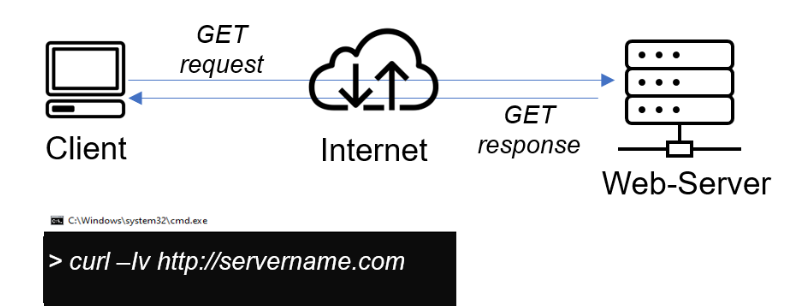 GET
request
GET
response
Client
Internet
Web-Server
C:\Windows\system32\cmd.exe
> curl –Iv http://servername.com